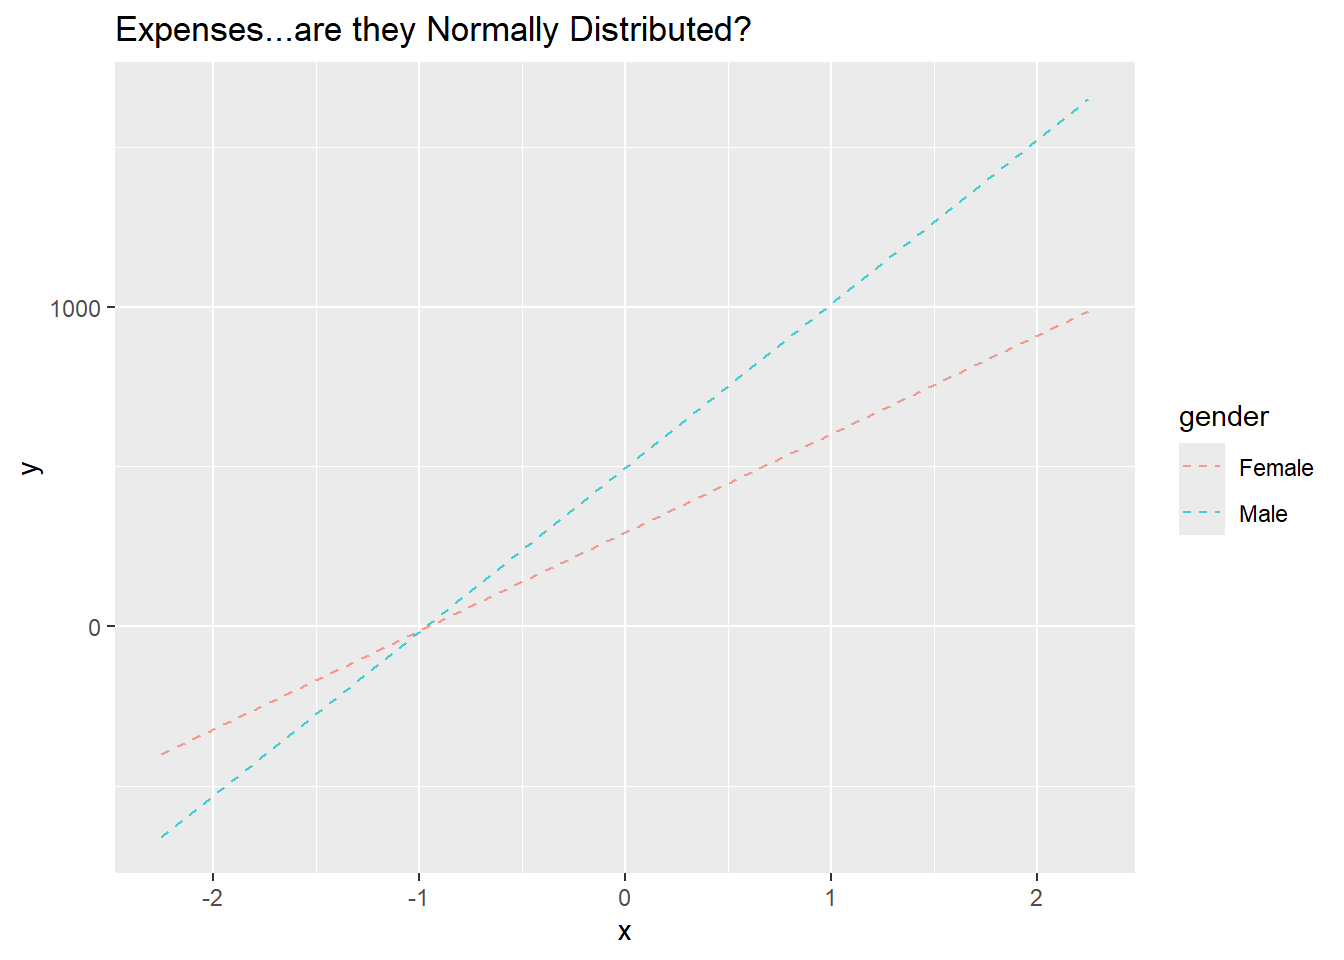 Expenses...are they Normally Distributed?
1000
0
y
-2
-1
0
1
2
x
gender
Female
Male